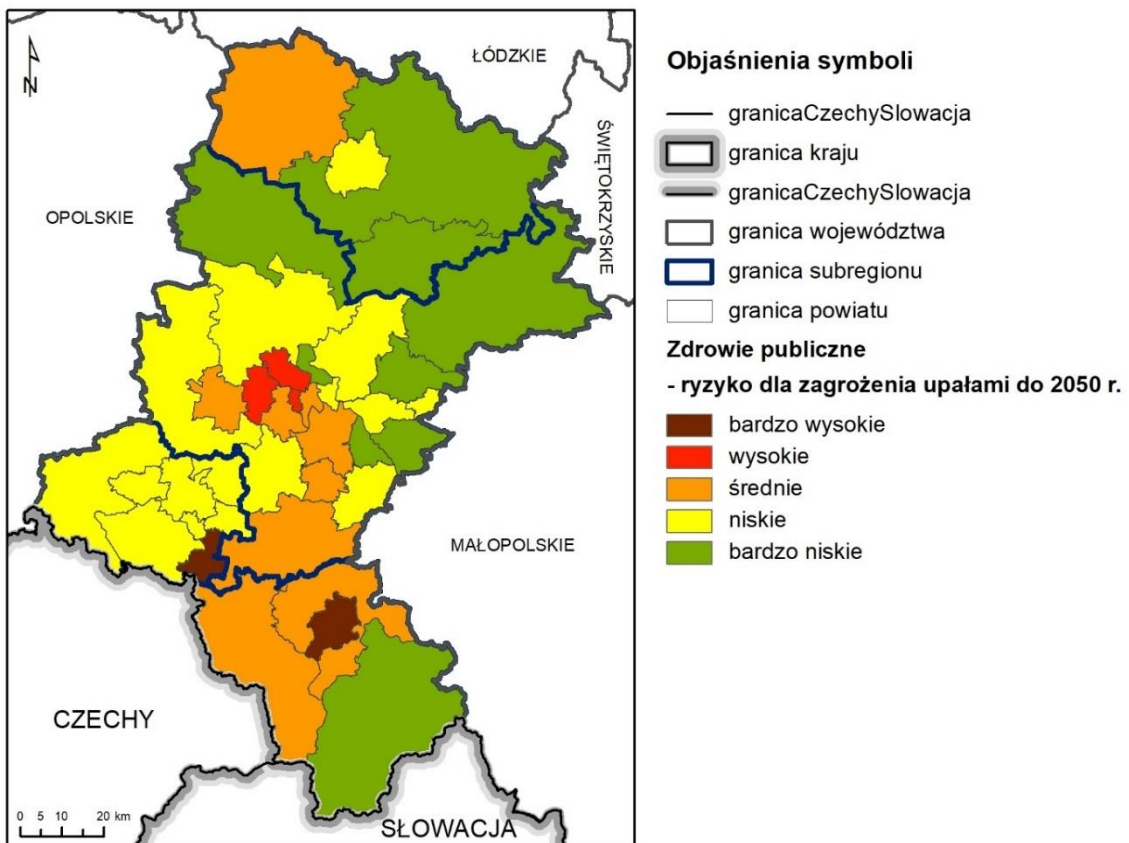 N
ŁÓDZKIE
ŚWIĘTOKRZYSKIE
OPOLSKIE
MAŁOPOLSKIE
CZECHY
SŁOWACJA
0 5 10 20 km
Objaśnienia symboli
granicaCzechySlowacja
granica kraju
granicaCzechySlowacja
granica województwa
granica subregionu
granica powiatu
Zdrowie publiczne
- ryzyko dla zagrożenia upałami do 2050 r.
bardzo wysokie
wysokie
średnie
niskie
bardzo niskie